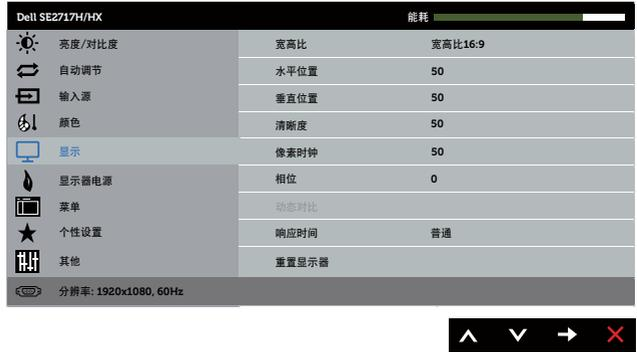 Dell SE2717H/HX 能耗
亮度/对比度 宽高比 宽高比16:9
自动调节 水平位置 50
输入源 垂直位置 50
颜色 清晰度 50
显示 像素时钟 50
显示器电源 相位 0
菜单 动态对比
个性设置 响应时间 普通
其他 重置显示器
分辨率: 1920x1080, 60Hz